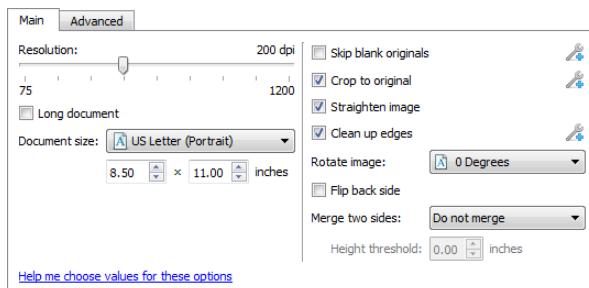 Main Advanced
Resolution: 200 dpi
75 1200
Long document
Document size: US Letter (Portrait)
8.50 × 11.00 inches
Help me choose values for these options
Skip blank originals
Crop to original
Straighten image
Clean up edges
Rotate image: 0 Degrees
Flip back side
Merge two sides: Do not merge
Height threshold: 0.00 inches